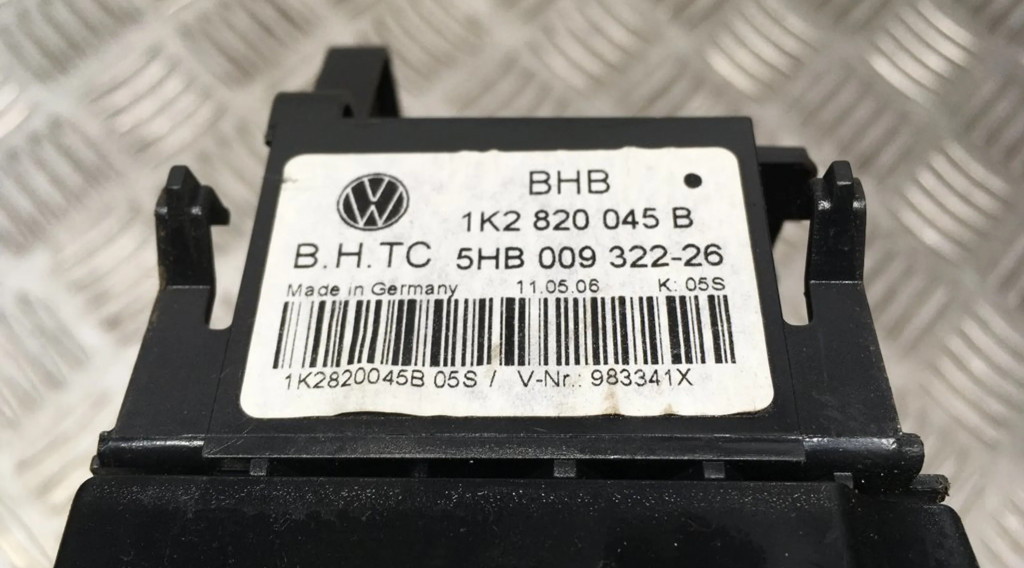 BHB
1K2 820 045 B
B.H.TC 5HB 009 322-26
Made in Germany 11.05.06 K: 05S
1K2820045B 05S / V-Nr.: 983341X